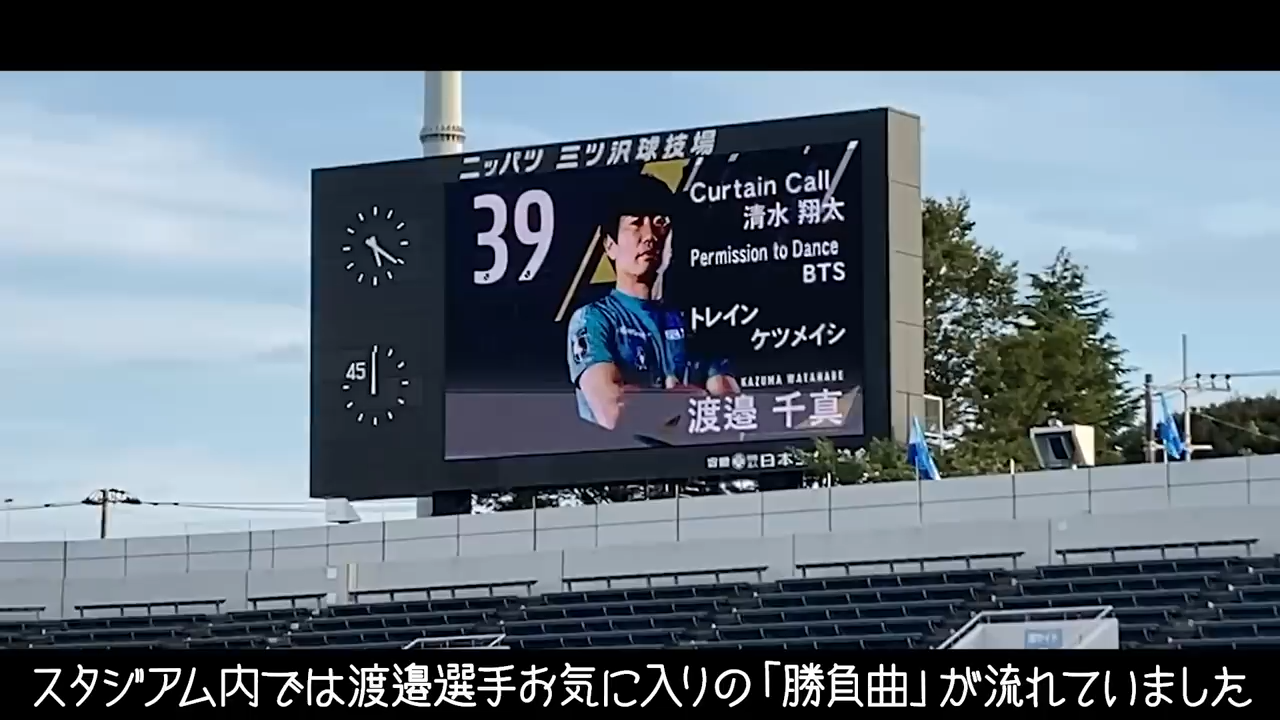 ニッパツ 三ツ沢球技場
39
Curtain Call
清水 翔太
Permission to Dance
BTS
トレイン
ケツメイシ
KAZUMA WATANABE
渡邉 千真
45
日本
スタジアム内では渡邉選手お気に入りの「勝負曲」が流れていました